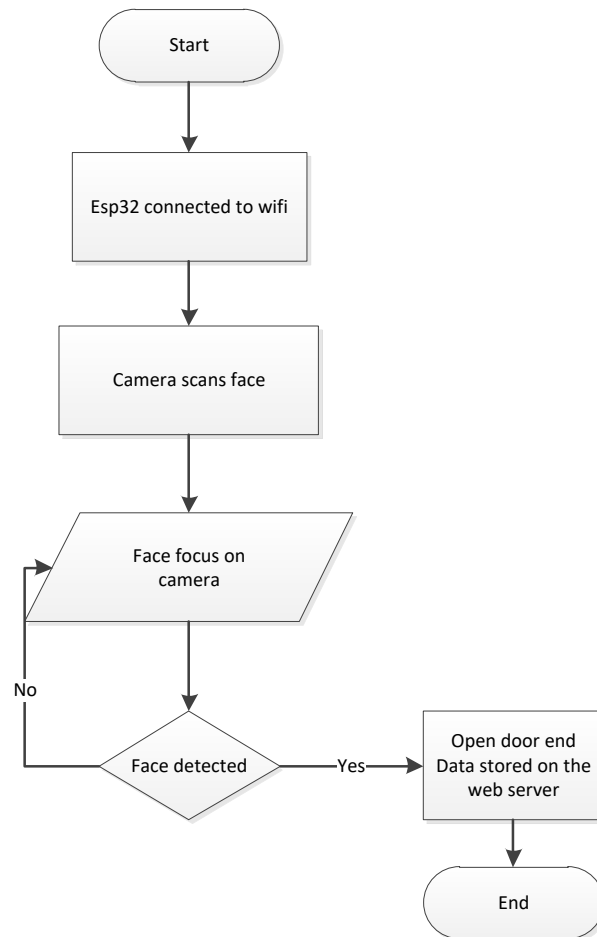 Start
Esp32 connected to wifi
Camera scans face
Face focus on
camera
No
Face detected
Yes
Open door end
Data stored on the
web server
End